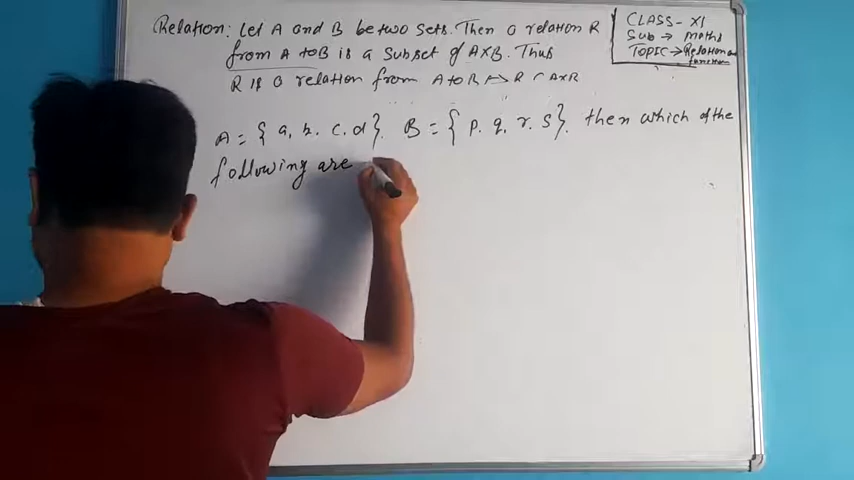 Relation: Let A and B be two sets. Then a relation R
from A to B is a subset of A×B. Thus
R is a relation from A to B ⟺ R ⊂ A×B
CLASS - XI
Sub → Maths
Topic → Relation &
function
A = { a, b. c. d}. B = { p. q. r. s}. then which of the
following are